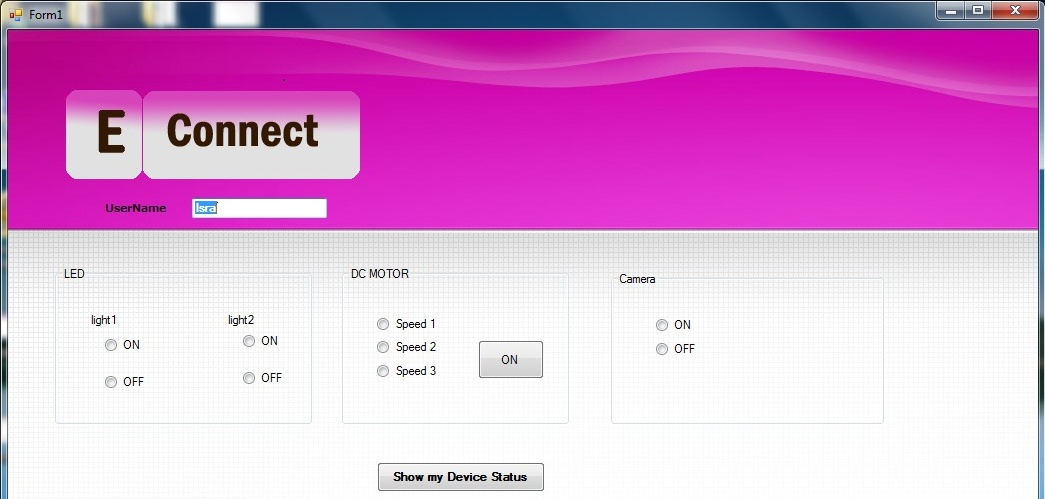 Form1
E Connect
UserName Isra
LED
light1 light2
ON ON
OFF OFF
DC MOTOR
Speed 1
Speed 2
Speed 3
ON
Camera
ON
OFF
Show my Device Status